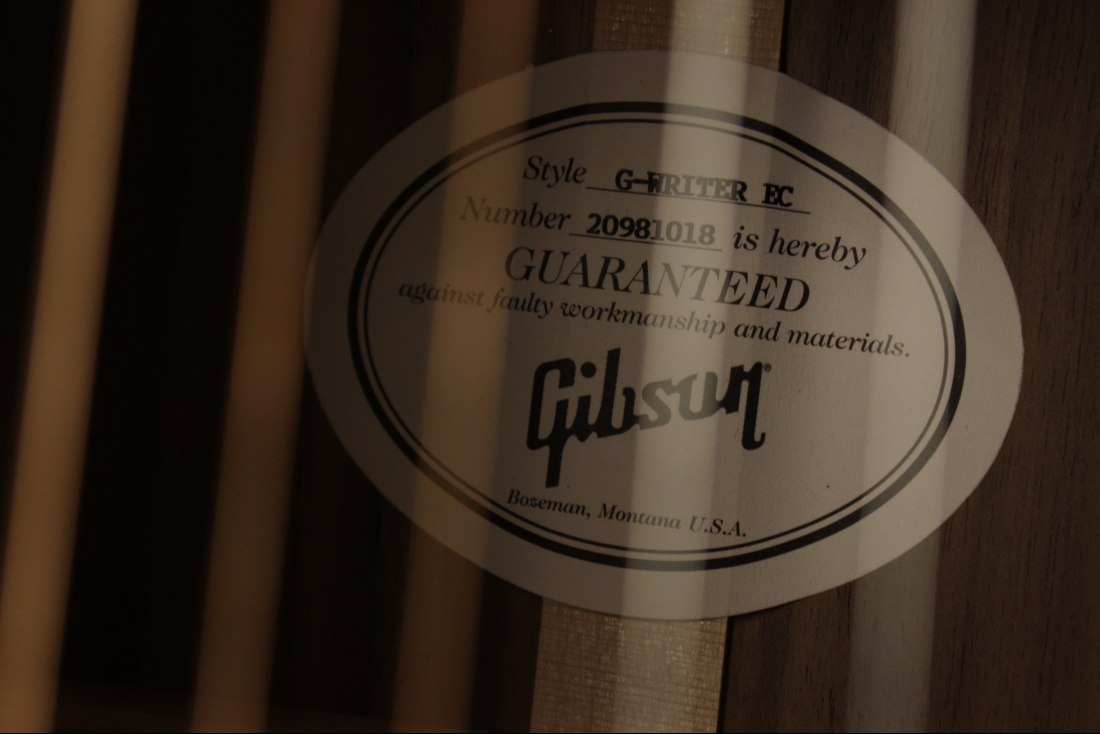 Style G-WRITER EC
Number 20981018 is hereby
GUARANTEED
against faulty workmanship and materials.
Gibson®
Bozeman, Montana U.S.A.